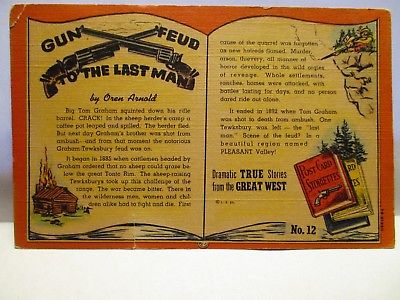 GUN FEUD
TO THE LAST MAN
by Oren Arnold
Big Tom Graham squinted down his rifle
barrel. CRACK! In the sheep herder's camp a
coffee pot leaped and spilled. The herder fled.
But next day Graham's brother was shot from
ambush—and from that moment the notorious
Graham-Tewksbury feud was on.
It began in 1885 when cattlemen headed by
Graham ordered that no sheep could graze be-
low the great Tonto Rim. The sheep-raising
Tewksburys took up this challenge of the
range. The war became bitter. There in the
wilderness men, women and chil-
dren alike had to fight and die. First
cause of the quarrel was forgotten
as new hatreds flamed. Murder,
arson, thievery, all number of
horror developed in the wild orgies
of revenge. Whole settlements,
ranches, homes were attacked, with
battles lasting for days, and no person
dared ride out alone.
It ended in 1892 when Tom Graham
was shot to death from ambush. One
Tewksbury was left — the "last
man." Scene of the feud? In a
beautiful region named
PLEASANT Valley!
Dramatic TRUE Stories
from the GREAT WEST
No. 12
POST CARD
STORIETTES